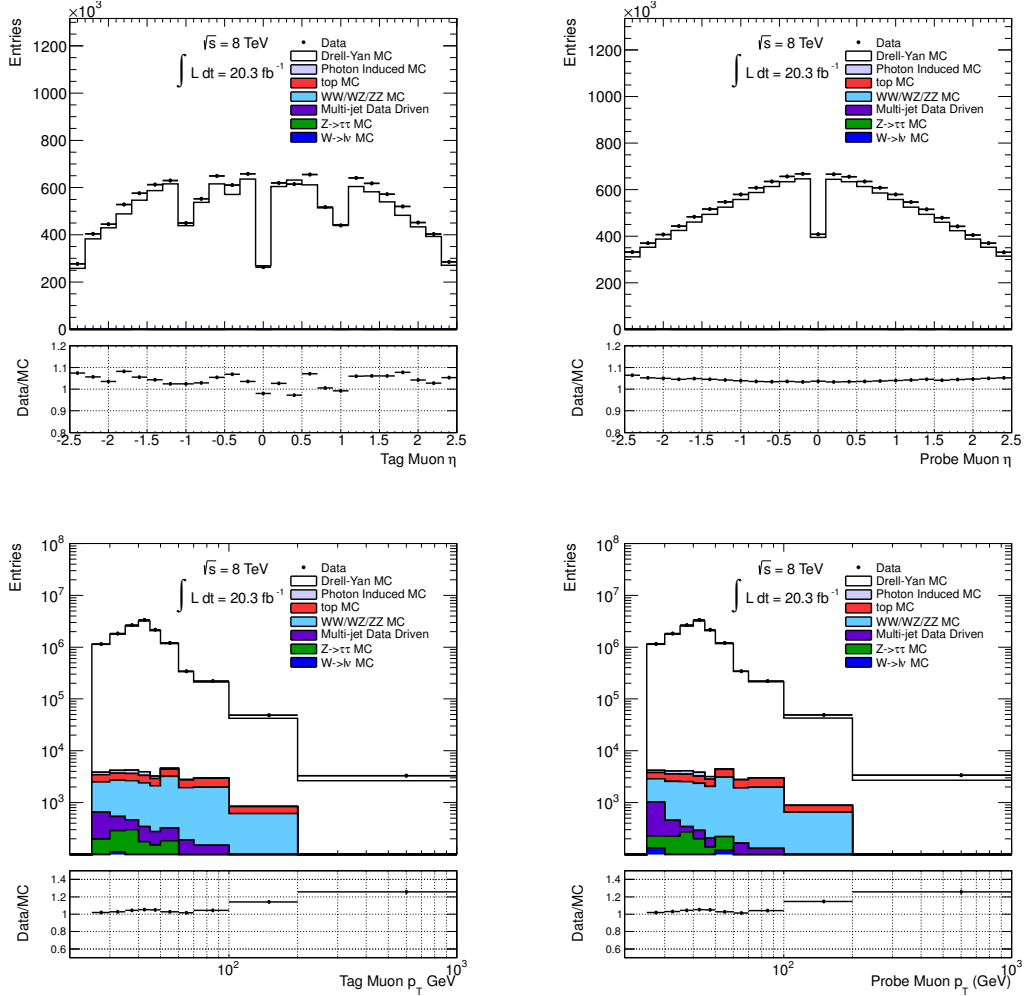 ×10³
Entries
1200
1000
800
600
400
200
0
√s = 8 TeV
∫ L dt = 20.3 fb⁻¹
Data
Drell-Yan MC
Photon Induced MC
top MC
WW/WZ/ZZ MC
Multi-jet Data Driven
Z->ττ MC
W->lν MC
Data/MC
1.2
1.1
1
0.9
0.8
-2.5 -2 -1.5 -1 -0.5 0 0.5 1 1.5 2 2.5
Tag Muon η
×10³
Entries
1200
1000
800
600
400
200
0
√s = 8 TeV
∫ L dt = 20.3 fb⁻¹
Data
Drell-Yan MC
Photon Induced MC
top MC
WW/WZ/ZZ MC
Multi-jet Data Driven
Z->ττ MC
W->lν MC
Data/MC
1.2
1.1
1
0.9
0.8
-2.5 -2 -1.5 -1 -0.5 0 0.5 1 1.5 2 2.5
Probe Muon η
Entries
10⁸
10⁷
10⁶
10⁵
10⁴
10³
√s = 8 TeV
∫ L dt = 20.3 fb⁻¹
Data
Drell-Yan MC
Photon Induced MC
top MC
WW/WZ/ZZ MC
Multi-jet Data Driven
Z->ττ MC
W->lν MC
Data/MC
1.4
1.2
1
0.8
0.6
10² 10³
Tag Muon p_T GeV
Entries
10⁸
10⁷
10⁶
10⁵
10⁴
10³
√s = 8 TeV
∫ L dt = 20.3 fb⁻¹
Data
Drell-Yan MC
Photon Induced MC
top MC
WW/WZ/ZZ MC
Multi-jet Data Driven
Z->ττ MC
W->lν MC
Data/MC
1.4
1.2
1
0.8
0.6
10² 10³
Probe Muon p_T (GeV)